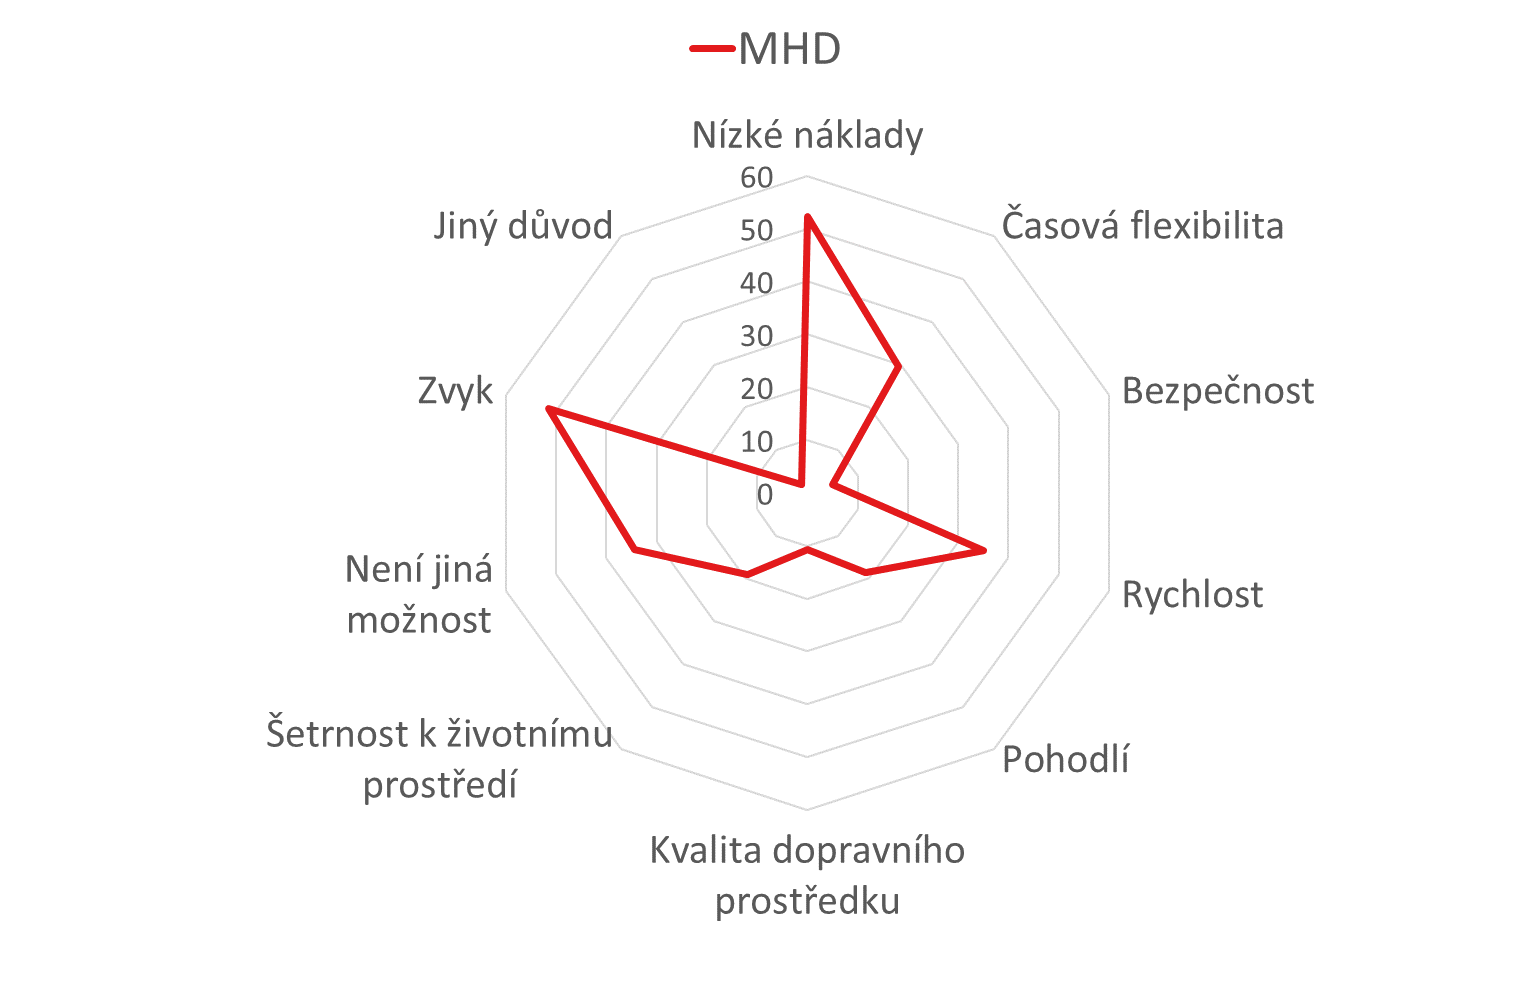 MHD
Nízké náklady
60
Jiný důvod
Časová flexibilita
50
40
30
Zvyk
20
Bezpečnost
10
0
Není jiná
možnost
Rychlost
Šetrnost k životnímu
prostředí
Pohodlí
Kvalita dopravního
prostředku